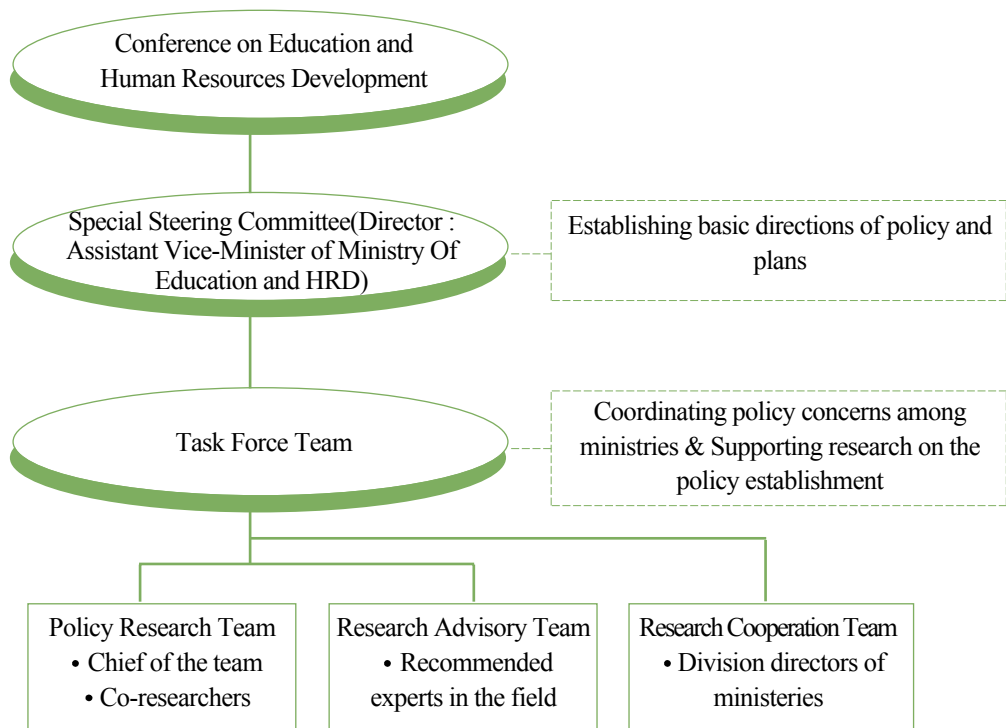 Conference on Education and
Human Resources Development
Special Steering Committee(Director :
Assistant Vice-Minister of Ministry Of
Education and HRD)
Establishing basic directions of policy and
plans
Task Force Team
Coordinating policy concerns among
ministries & Supporting research on the
policy establishment
Policy Research Team
• Chief of the team
• Co-researchers
Research Advisory Team
• Recommended
experts in the field
Research Cooperation Team
• Division directors of
ministeries